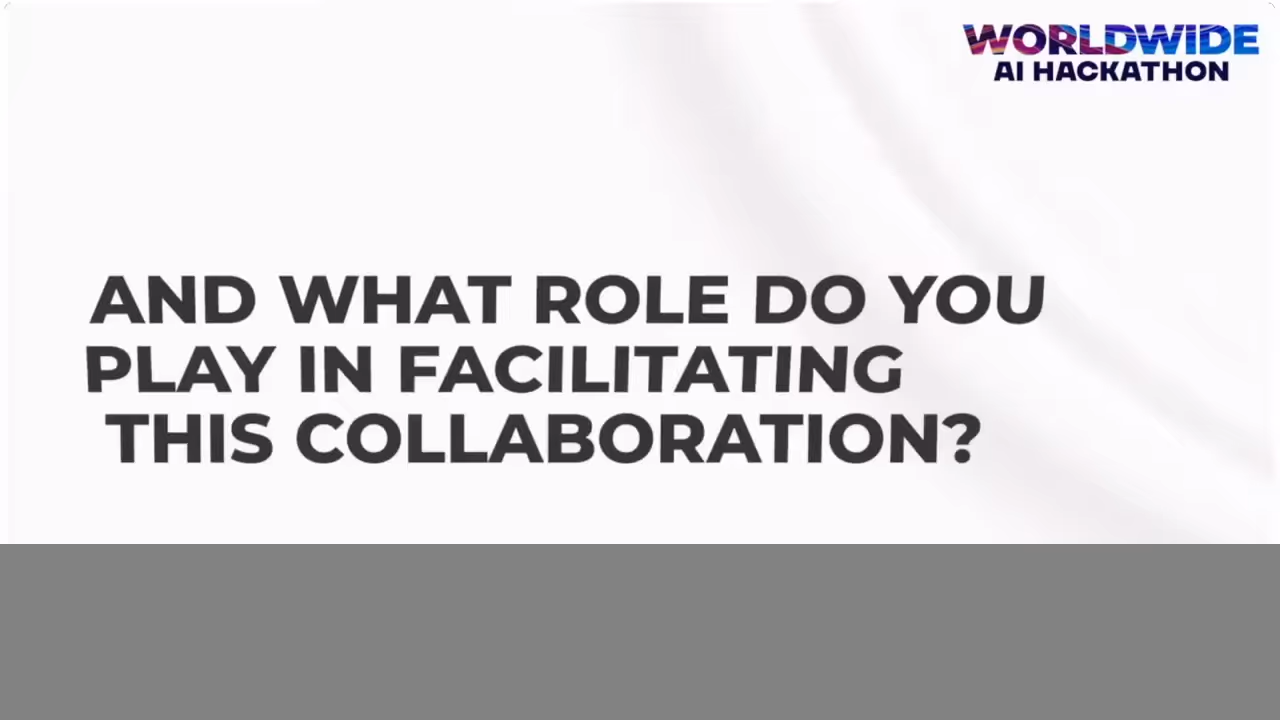 WORLDWIDE
AI HACKATHON
AND WHAT ROLE DO YOU
PLAY IN FACILITATING
THIS COLLABORATION?